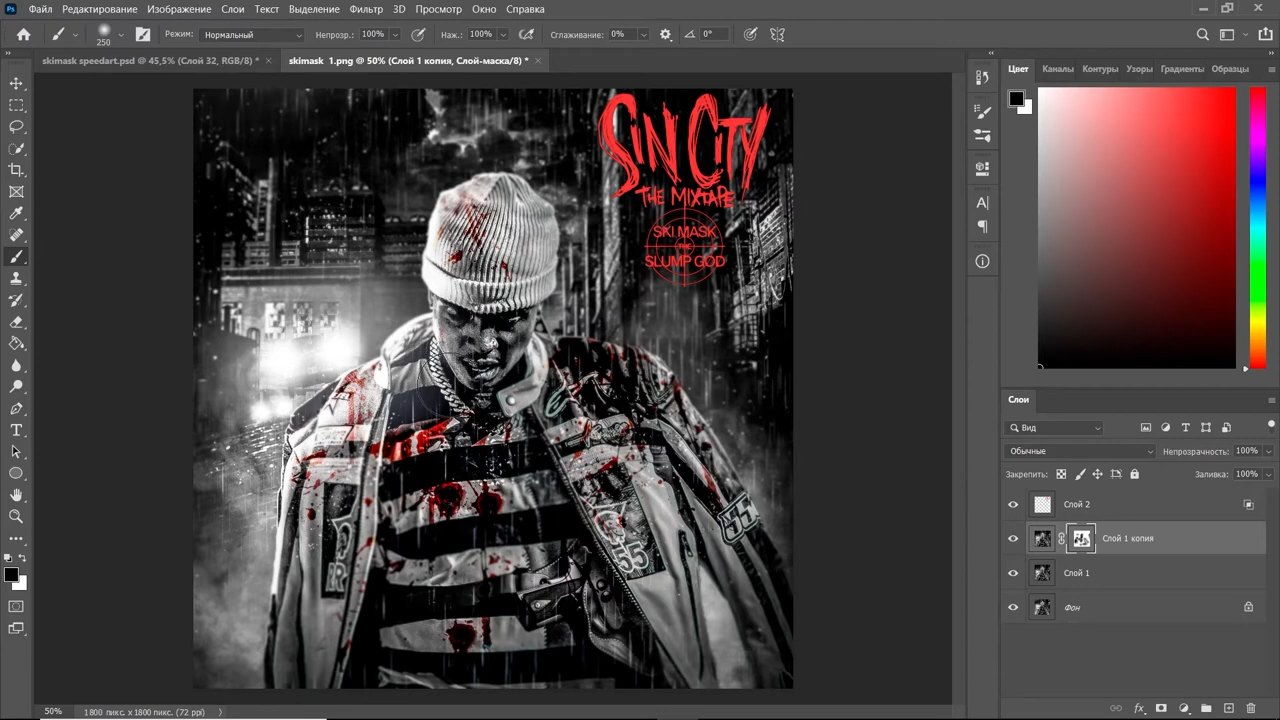 Ps Файл Редактирование Изображение Слои Текст Выделение Фильтр 3D Просмотр Окно Справка
250 Режим: Нормальный Непрозр.: 100% Наж.: 100% Сглаживание: 0% 0°
skimask speedart.psd @ 45,5% (Слой 32, RGB/8) * × skimask 1.png @ 50% (Слой 1 копия, Слой-маска/8) * ×
Цвет Каналы Контуры Узоры Градиенты Образцы
SIN CITY
THE MIXTAPE
SKI MASK
THE
SLUMP GOD
55
55
Слои
Вид
Обычные Непрозрачность: 100%
Закрепить: Заливка: 100%
Слой 2
Слой 1 копия
Слой 1
Фон
50% 1800 пикс. x 1800 пикс. (72 ppi)